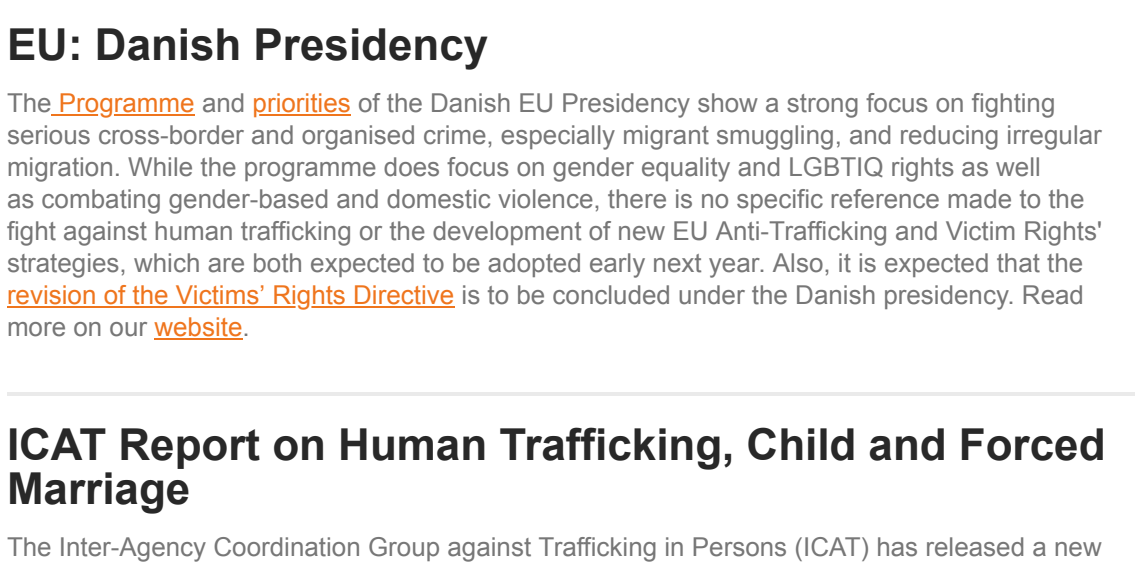 EU: Danish Presidency
The Programme and priorities of the Danish EU Presidency show a strong focus on fighting
serious cross-border and organised crime, especially migrant smuggling, and reducing irregular
migration. While the programme does focus on gender equality and LGBTIQ rights as well
as combating gender-based and domestic violence, there is no specific reference made to the
fight against human trafficking or the development of new EU Anti-Trafficking and Victim Rights'
strategies, which are both expected to be adopted early next year. Also, it is expected that the
revision of the Victims’ Rights Directive is to be concluded under the Danish presidency. Read
more on our website.
ICAT Report on Human Trafficking, Child and Forced
Marriage
The Inter-Agency Coordination Group against Trafficking in Persons (ICAT) has released a new